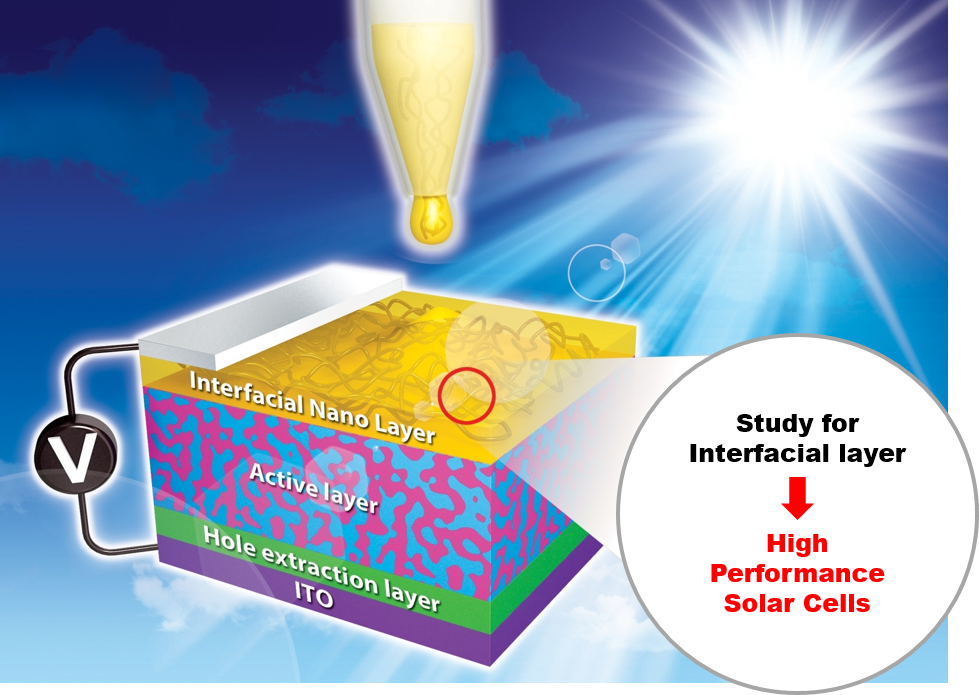 Interfacial Nano Layer
Active layer
Hole extraction layer
ITO
V
Study for
Interfacial layer
High
Performance
Solar Cells